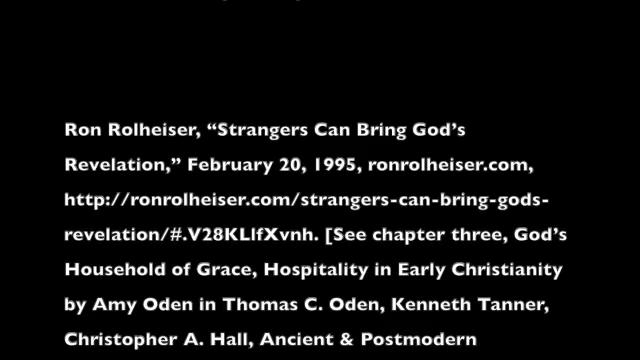 Ron Rolheiser, “Strangers Can Bring God’s
Revelation,” February 20, 1995, ronrolheiser.com,
http://ronrolheiser.com/strangers-can-bring-gods-
revelation/#.V28KLlfXvnh. [See chapter three, God’s
Household of Grace, Hospitality in Early Christianity
by Amy Oden in Thomas C. Oden, Kenneth Tanner,
Christopher A. Hall, Ancient & Postmodern